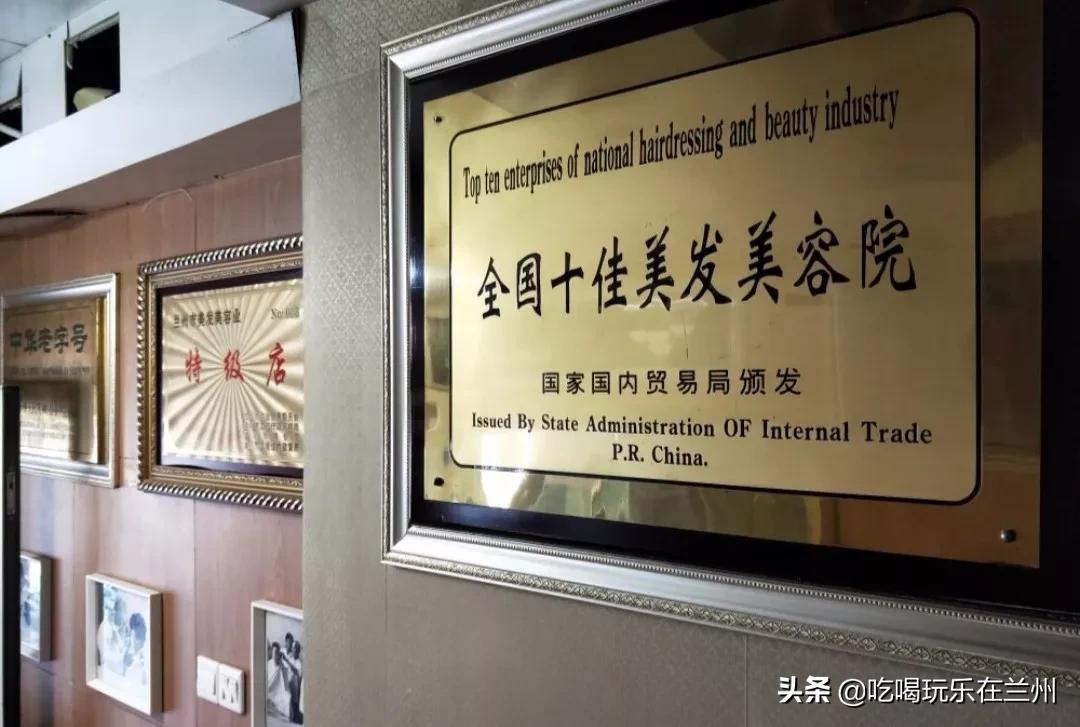 Top ten enterprises of national hairdressing and beauty industry
全国十佳美发美容院
国家国内贸易局颁发
Issued By State Administration OF Internal Trade
P.R. China.
兰州市美发美容业
特级店
中华老字号
头条 @吃喝玩乐在兰州